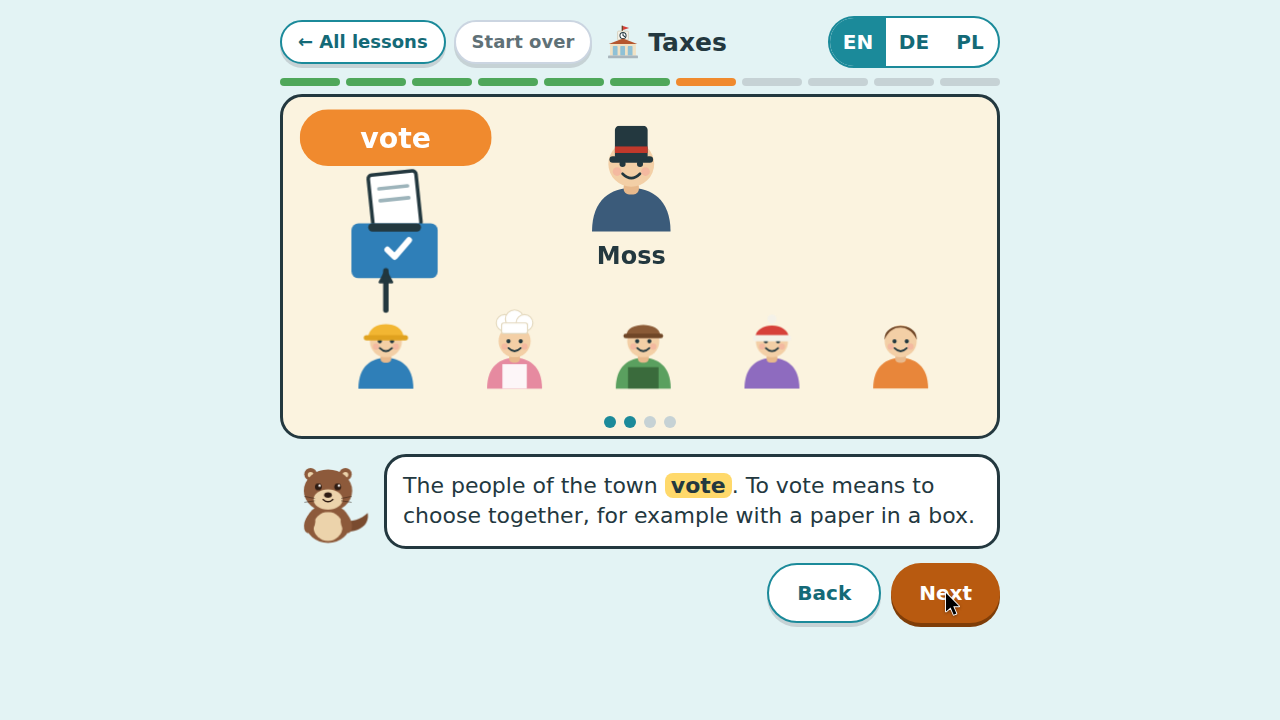 ← All lessons
Start over
Taxes
EN
DE
PL
vote
Moss
The people of the town vote. To vote means to
choose together, for example with a paper in a box.
Back
Next